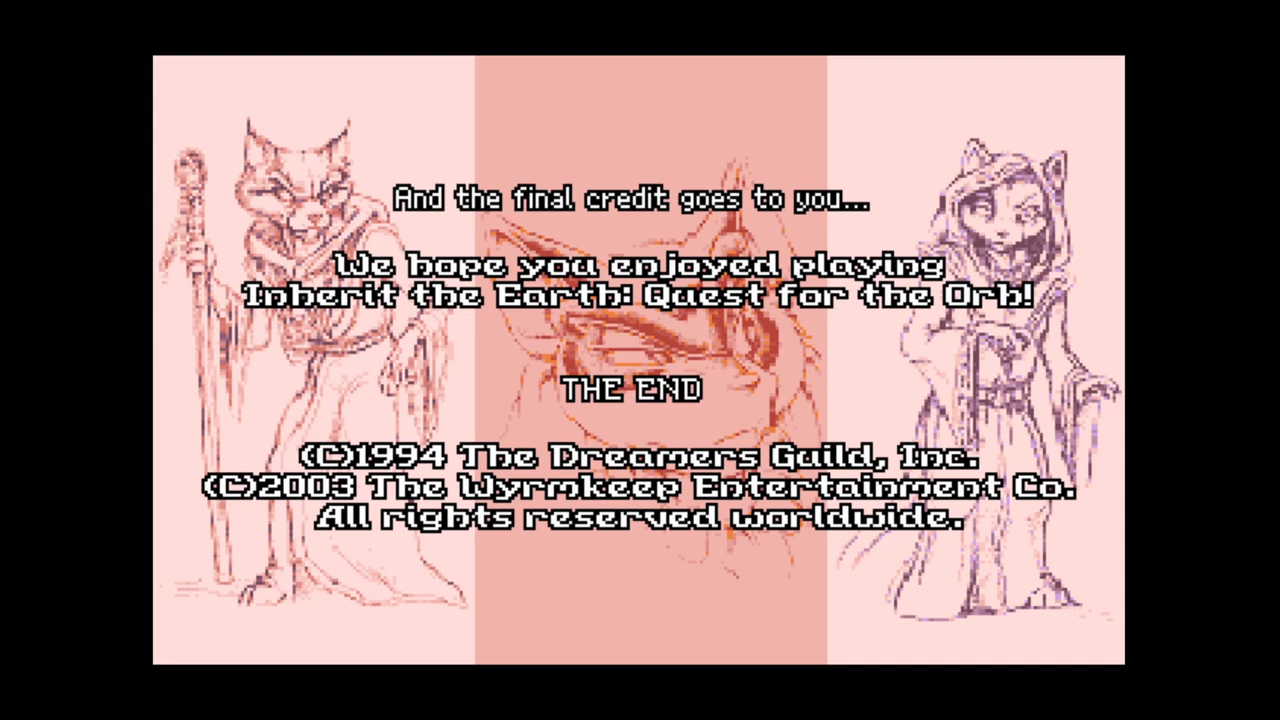 And the final credit goes to you...
We hope you enjoyed playing
Inherit the Earth: Quest for the Orb!
THE END
(C)1994 The Dreamers Guild, Inc.
(C)2003 The Wyrmkeep Entertainment Co.
All rights reserved worldwide.